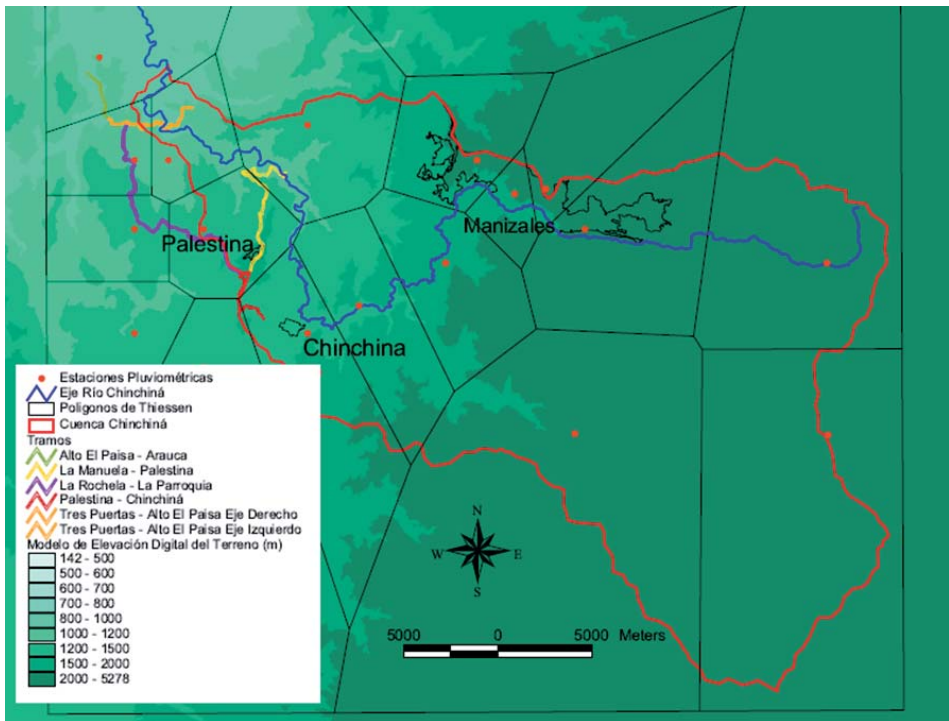 Palestina
Manizales
Chinchina
Estaciones Pluviométricas
Eje Río Chinchiná
Poligonos de Thiessen
Cuenca Chinchiná
Tramos
Alto El Paisa - Arauca
La Manuela - Palestina
La Rochela - La Parroquia
Palestina - Chinchiná
Tres Puertas - Alto El Paisa Eje Derecho
Tres Puertas - Alto El Paisa Eje Izquierdo
Modelo de Elevación Digital del Terreno (m)
142 - 500
500 - 600
600 - 700
700 - 800
800 - 1000
1000 - 1200
1200 - 1500
1500 - 2000
2000 - 5278
N
W E
S
5000 0 5000 Meters